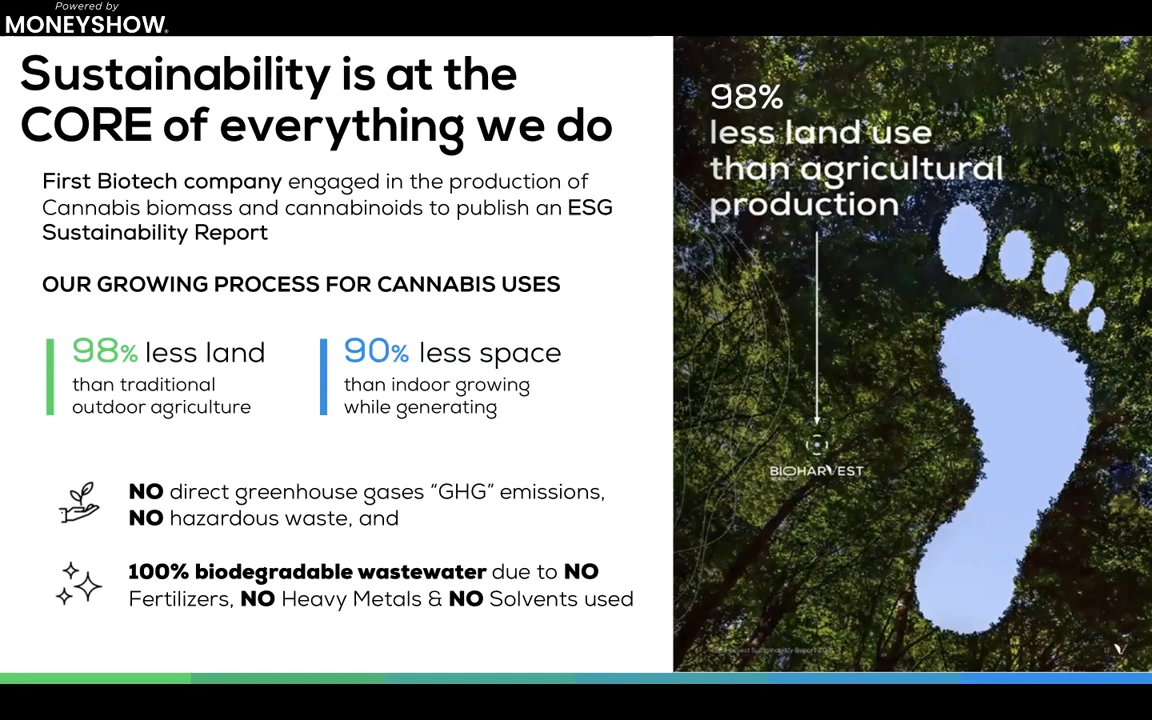 Powered by
MONEYSHOW
Sustainability is at the
CORE of everything we do
First Biotech company engaged in the production of
Cannabis biomass and cannabinoids to publish an ESG
Sustainability Report
OUR GROWING PROCESS FOR CANNABIS USES
98% less land
than traditional
outdoor agriculture
90% less space
than indoor growing
while generating
NO direct greenhouse gases “GHG” emissions,
NO hazardous waste, and
100% biodegradable wastewater due to NO
Fertilizers, NO Heavy Metals & NO Solvents used
98%
less land use
than agricultural
production
BIOHARVEST
SCIENCES
Harvest Sustainability Report